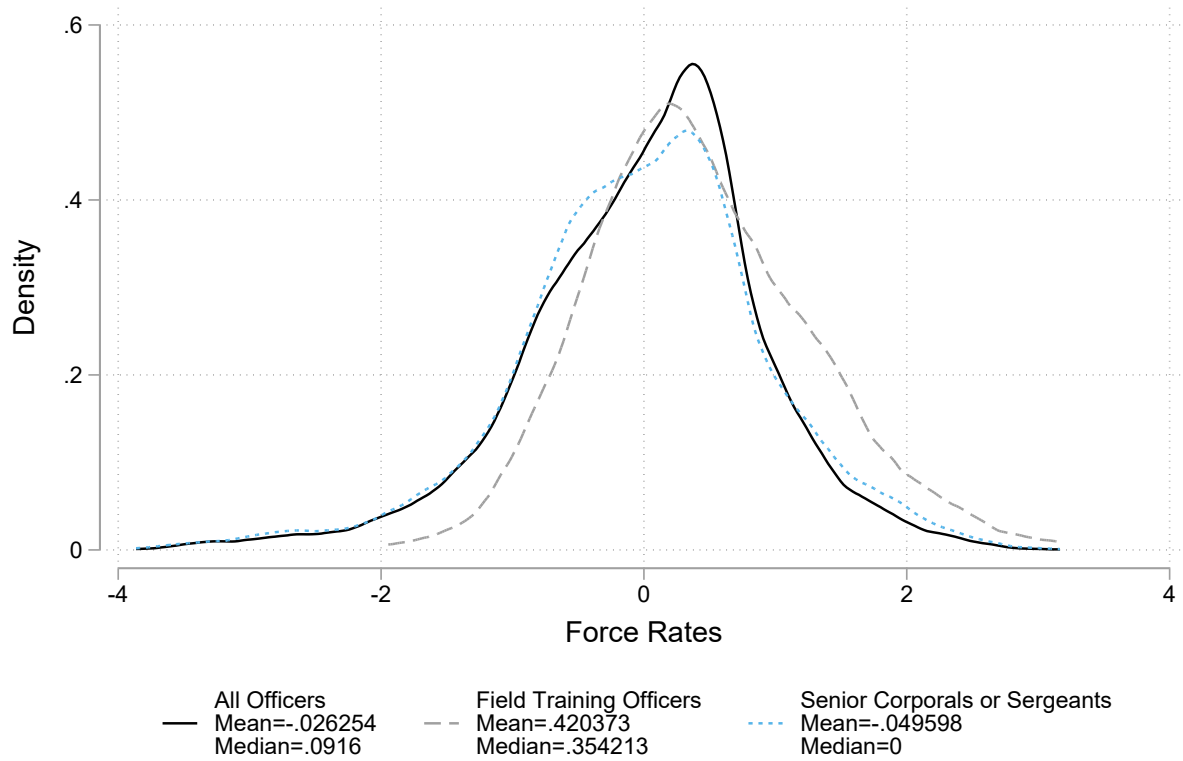 .6
.4
.2
0
Density
-4 -2 0 2 4
Force Rates
All Officers
Mean=-.026254
Median=.0916
Field Training Officers
Mean=.420373
Median=.354213
Senior Corporals or Sergeants
Mean=-.049598
Median=0